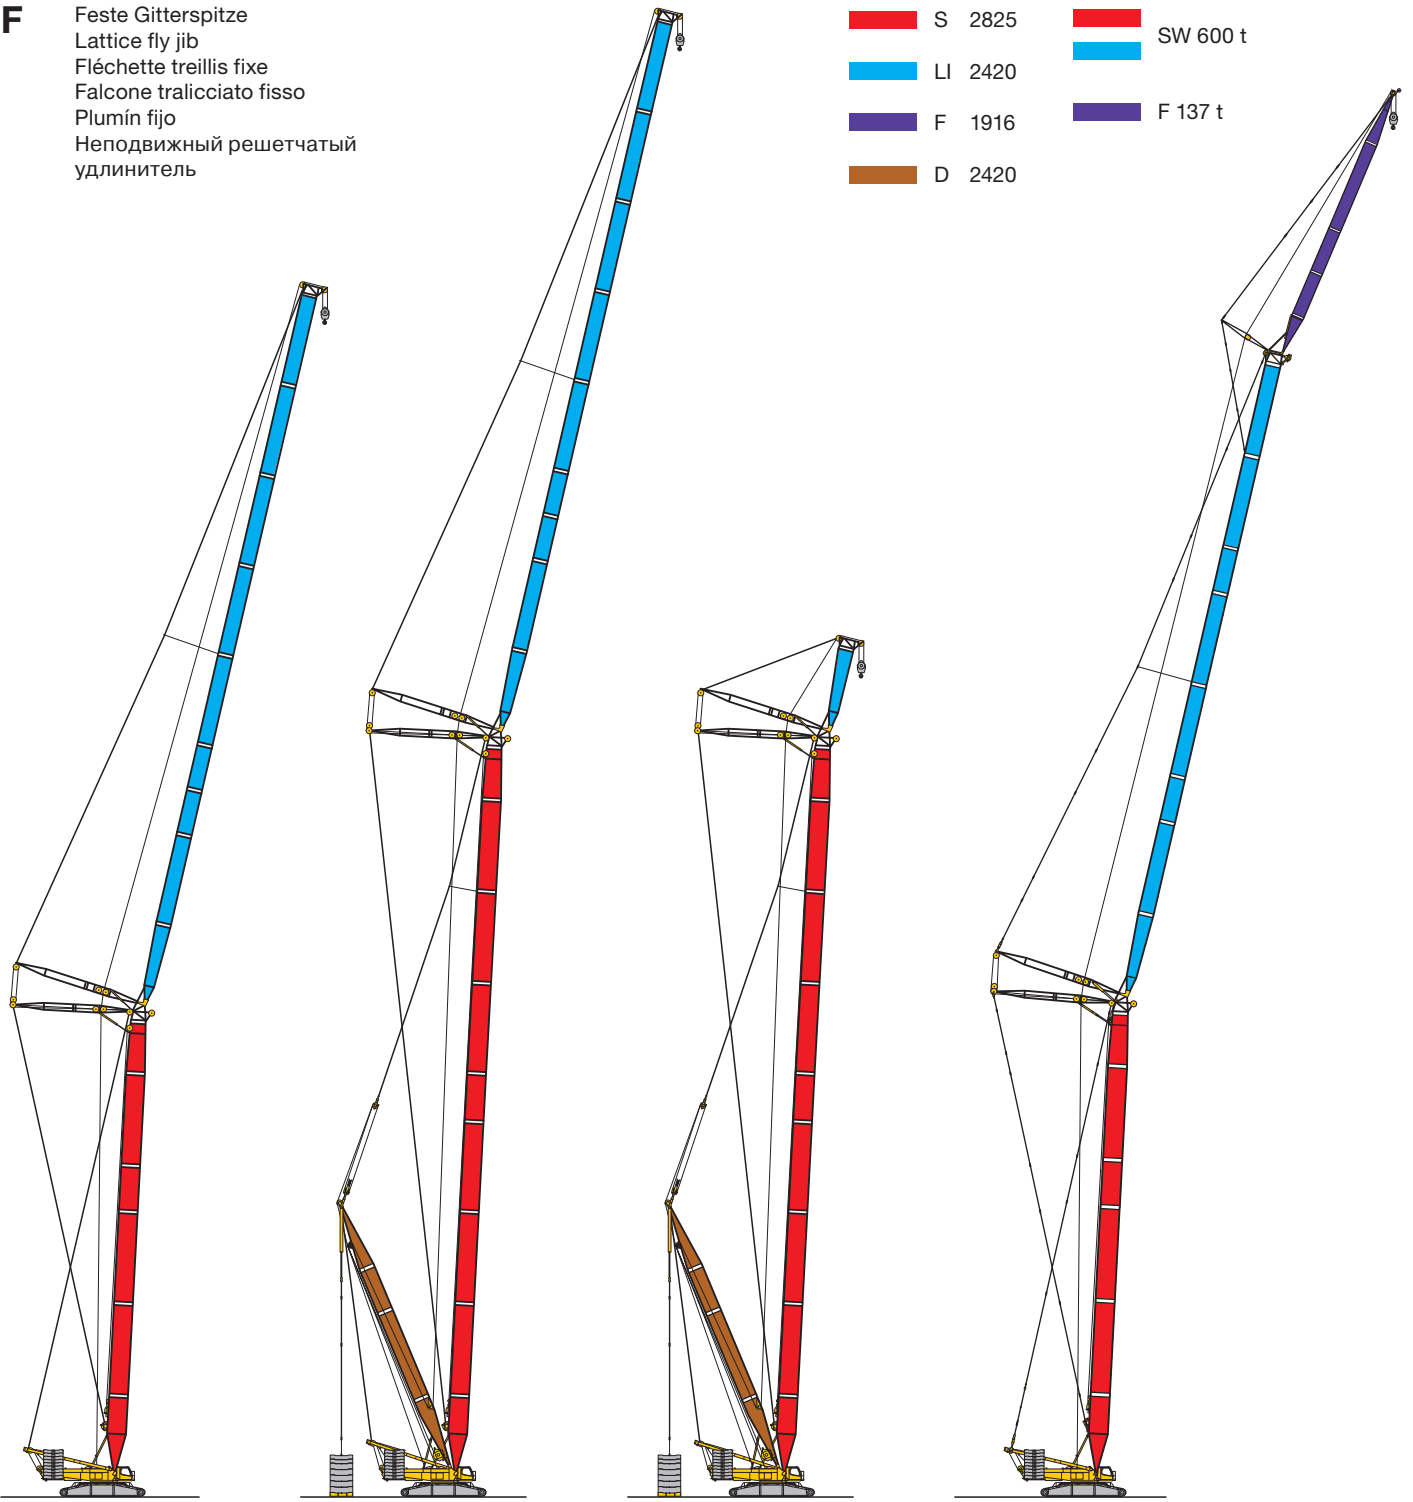 F
Feste Gitterspitze
Lattice fly jib
Fléchette treillis fixe
Falcone tralicciato fisso
Plumín fijo
Неподвижный решетчатый
удлинитель
S 2825
LI 2420
F 1916
D 2420
SW 600 t
F 137 t